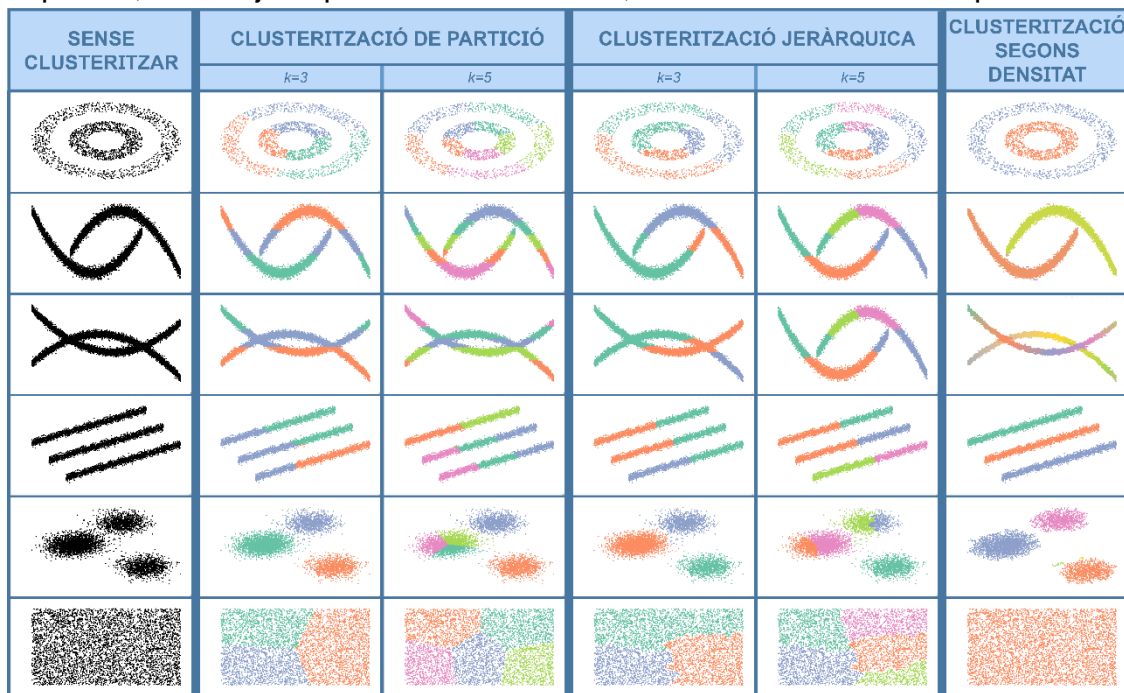 SENSE
CLUSTERITZAR
CLUSTERITZACIÓ DE PARTICIÓ
CLUSTERITZACIÓ JERÀRQUICA
CLUSTERITZACIÓ
SEGONS
DENSITAT
k=3
k=5
k=3
k=5